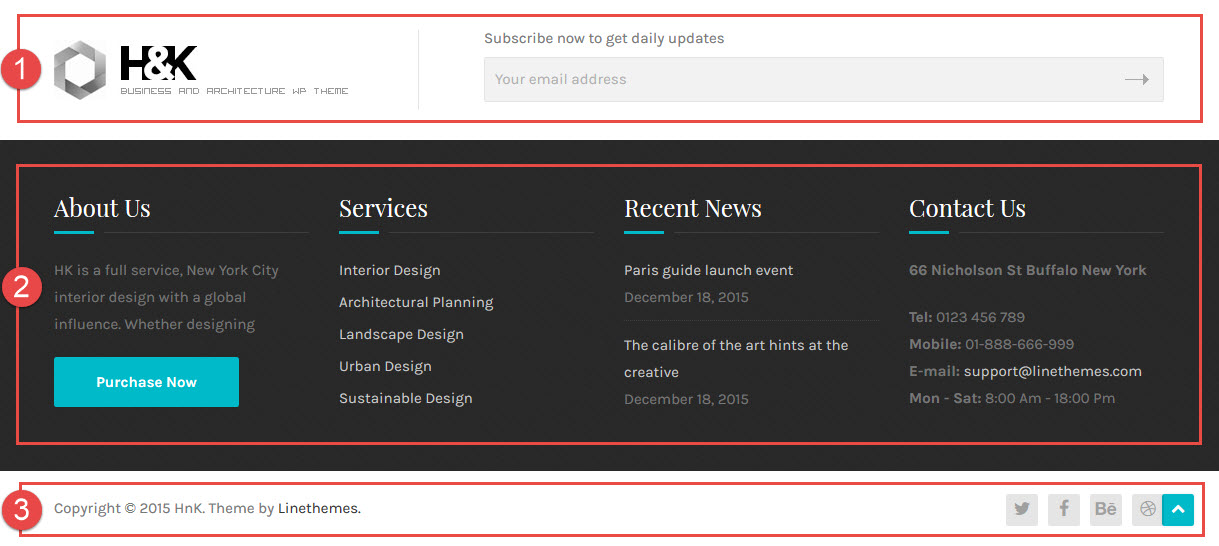 1
H&K
BUSINESS AND ARCHITECTURE WP THEME
Subscribe now to get daily updates
Your email address
2
About Us
HK is a full service, New York City
interior design with a global
influence. Whether designing
Purchase Now
Services
Interior Design
Architectural Planning
Landscape Design
Urban Design
Sustainable Design
Recent News
Paris guide launch event
December 18, 2015
The calibre of the art hints at the
creative
December 18, 2015
Contact Us
66 Nicholson St Buffalo New York
Tel: 0123 456 789
Mobile: 01-888-666-999
E-mail: support@linethemes.com
Mon - Sat: 8:00 Am - 18:00 Pm
3
Copyright © 2015 HnK. Theme by Linethemes.
Bē